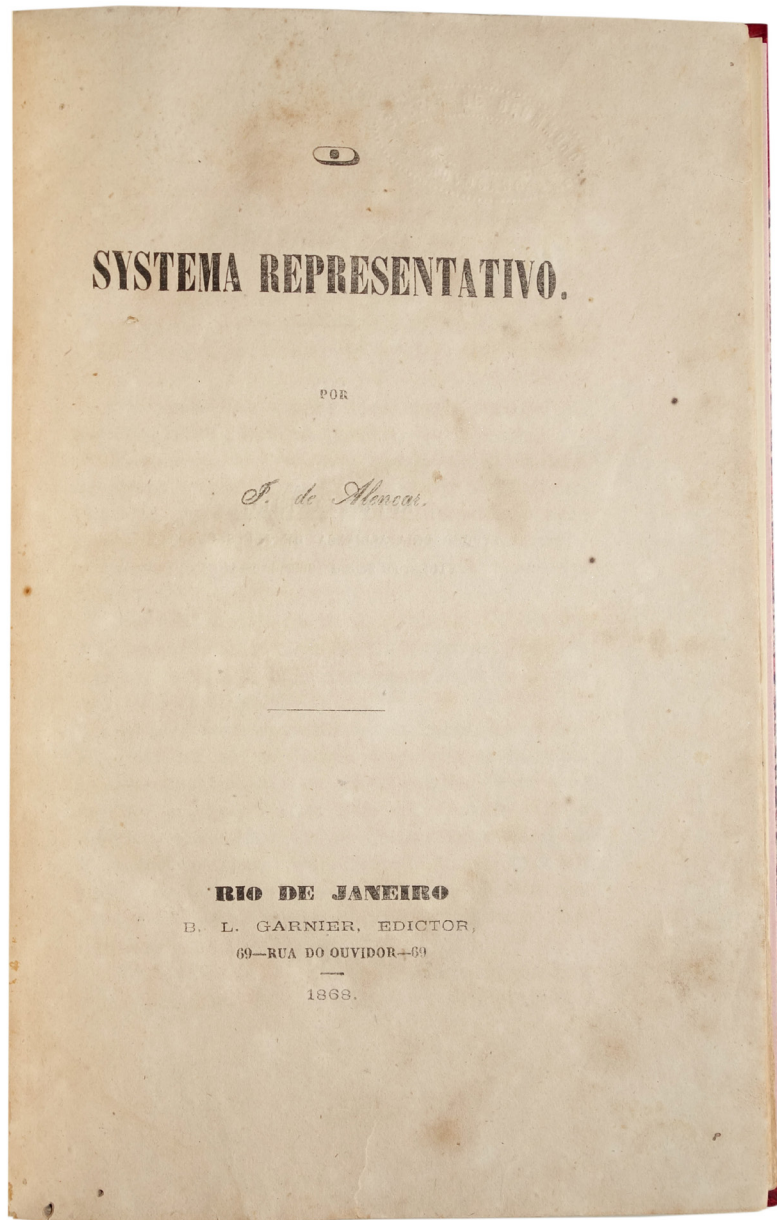 O
SYSTEMA REPRESENTATIVO.
POR
J. de Alencar.
RIO DE JANEIRO
B. L. GARNIER, EDICTOR,
69—RUA DO OUVIDOR—69
1868.